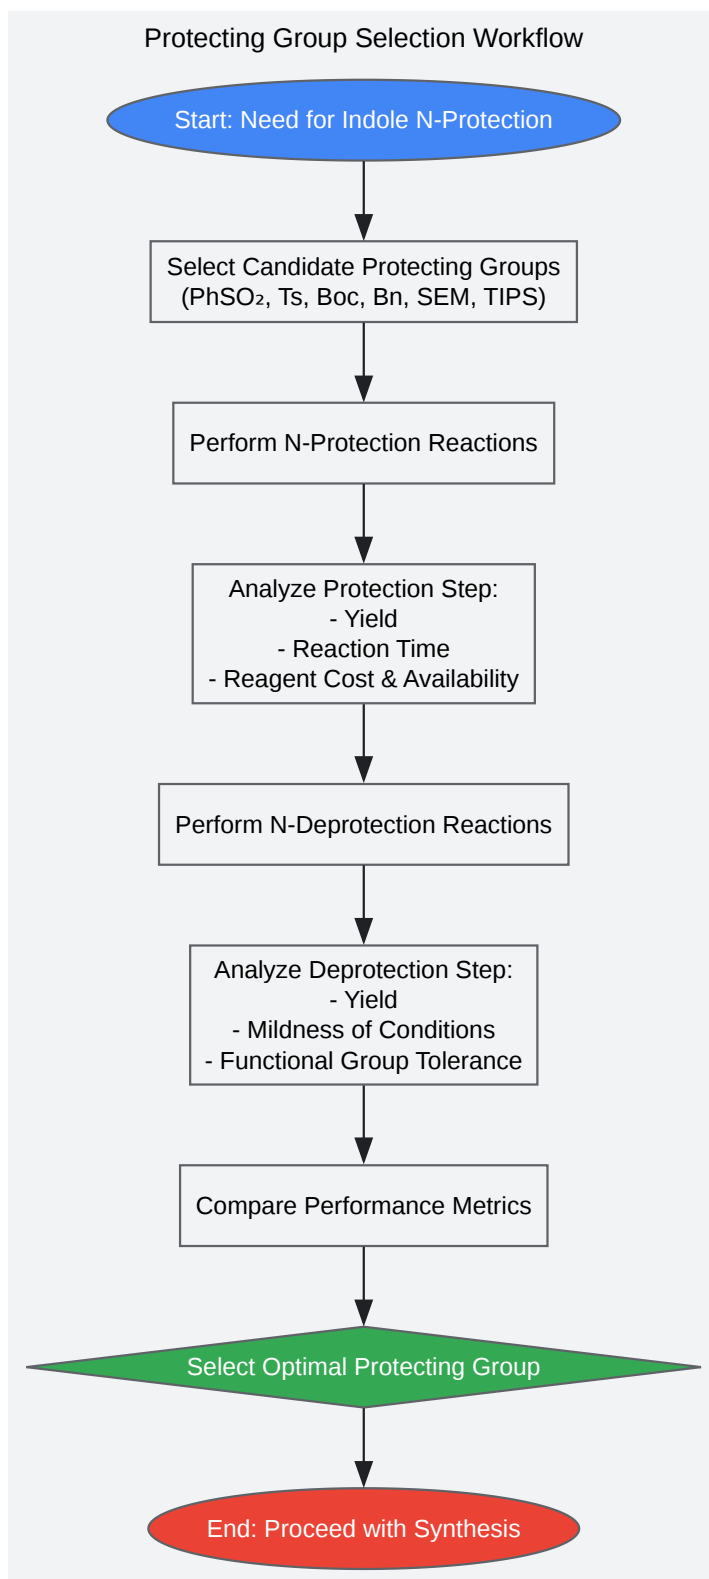 Protecting Group Selection Workflow
Start: Need for Indole N-Protection
Select Candidate Protecting Groups
(PhSO₂, Ts, Boc, Bn, SEM, TIPS)
Perform N-Protection Reactions
Analyze Protection Step:
- Yield
- Reaction Time
- Reagent Cost & Availability
Perform N-Deprotection Reactions
Analyze Deprotection Step:
- Yield
- Mildness of Conditions
- Functional Group Tolerance
Compare Performance Metrics
Select Optimal Protecting Group
End: Proceed with Synthesis